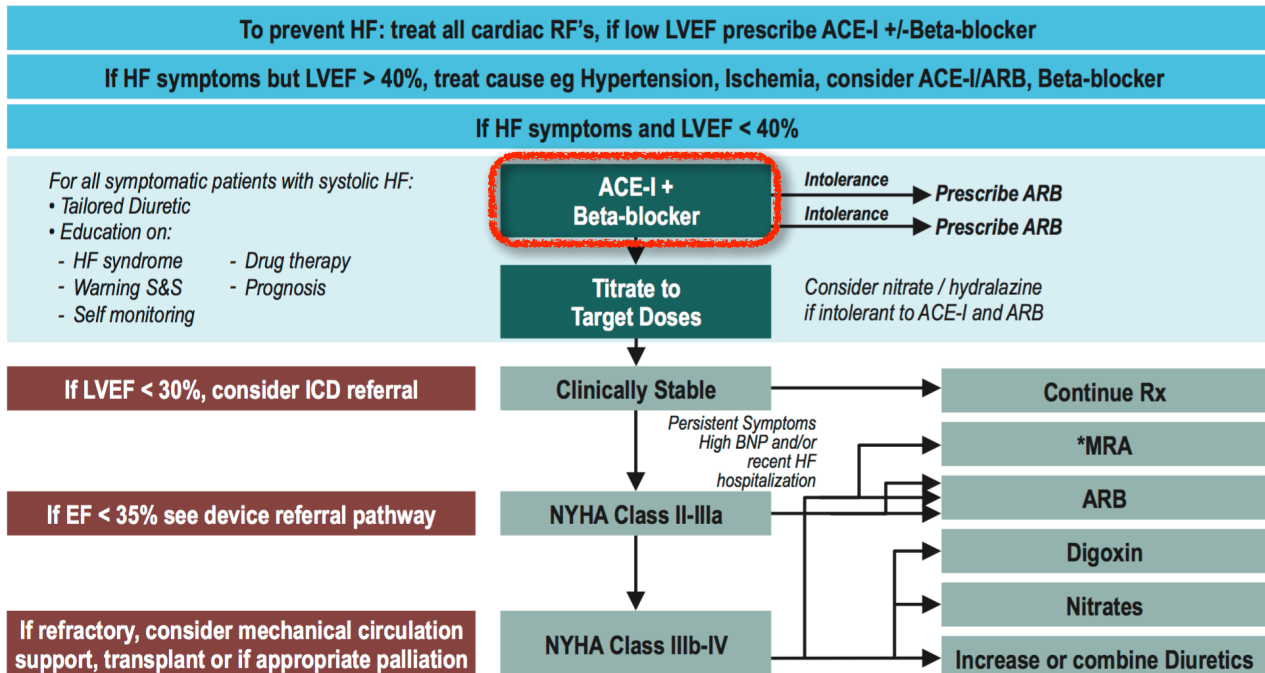 To prevent HF: treat all cardiac RF's, if low LVEF prescribe ACE-I +/-Beta-blocker
If HF symptoms but LVEF > 40%, treat cause eg Hypertension, Ischemia, consider ACE-I/ARB, Beta-blocker
If HF symptoms and LVEF < 40%
For all symptomatic patients with systolic HF:
• Tailored Diuretic
• Education on:
- HF syndrome
- Drug therapy
- Warning S&S
- Prognosis
- Self monitoring
ACE-I +
Beta-blocker
Intolerance
Prescribe ARB
Intolerance
Prescribe ARB
Titrate to
Target Doses
Consider nitrate / hydralazine
if intolerant to ACE-I and ARB
If LVEF < 30%, consider ICD referral
Clinically Stable
Continue Rx
Persistent Symptoms
High BNP and/or
recent HF
hospitalization
*MRA
ARB
If EF < 35% see device referral pathway
NYHA Class II-IIIa
Digoxin
Nitrates
If refractory, consider mechanical circulation
support, transplant or if appropriate palliation
NYHA Class IIIb-IV
Increase or combine Diuretics